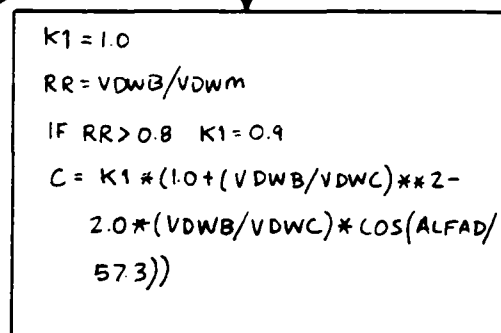 K1 = 1.0
RR = VDWB/VDWM
IF RR > 0.8 K1 = 0.9
C = K1 * (1.0 + (VDWB/VDWC)**2 -
2.0 * (VDWB/VDWC) * COS(ALFAD/
57.3))